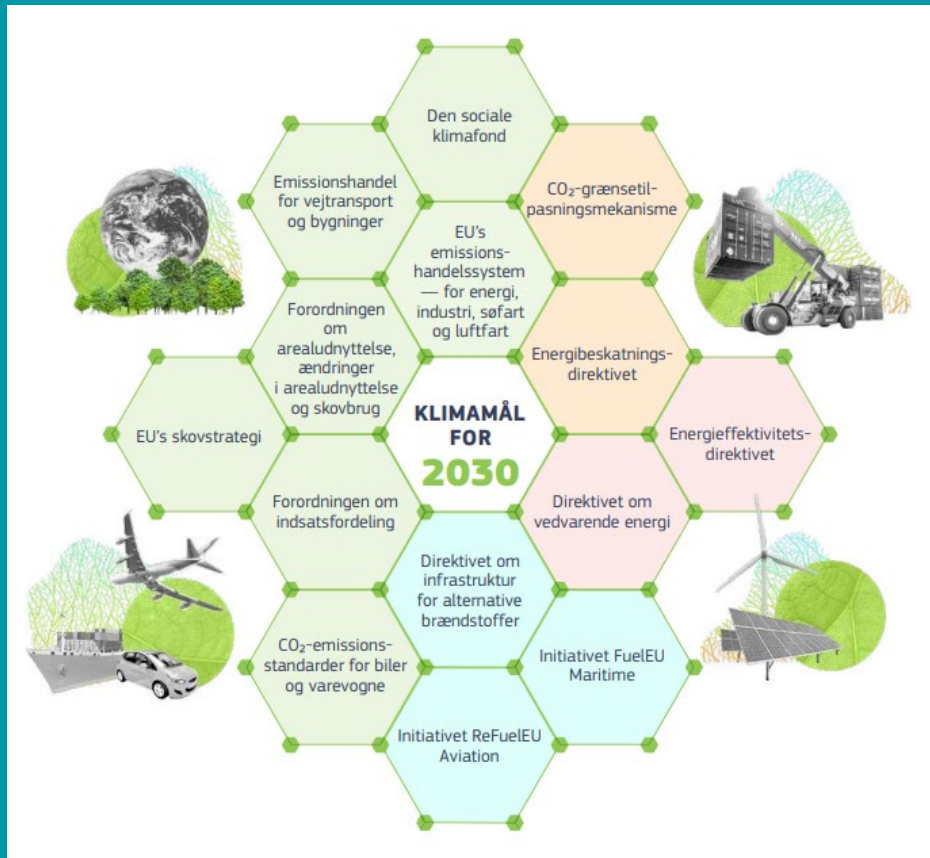 Den sociale
klimafond
Emissionshandel
for vejtransport
og bygninger
CO₂-grænsetil-
pasningsmekanisme
EU's
emissions-
handelssystem
— for energi,
industri, søfart
og luftfart
Forordningen
om
arealudnyttelse,
ændringer
i arealudnyttelse
og skovbrug
Energibeskatnings-
direktivet
KLIMAMÅL
FOR
2030
EU's skovstrategi
Energieffektivitets-
direktivet
Forordningen om
indsatsfordeling
Direktivet om
vedvarende energi
Direktivet om
infrastruktur
for alternative
brændstoffer
CO₂-emissions-
standarder for biler
og varevogne
Initiativet FuelEU
Maritime
Initiativet ReFuelEU
Aviation